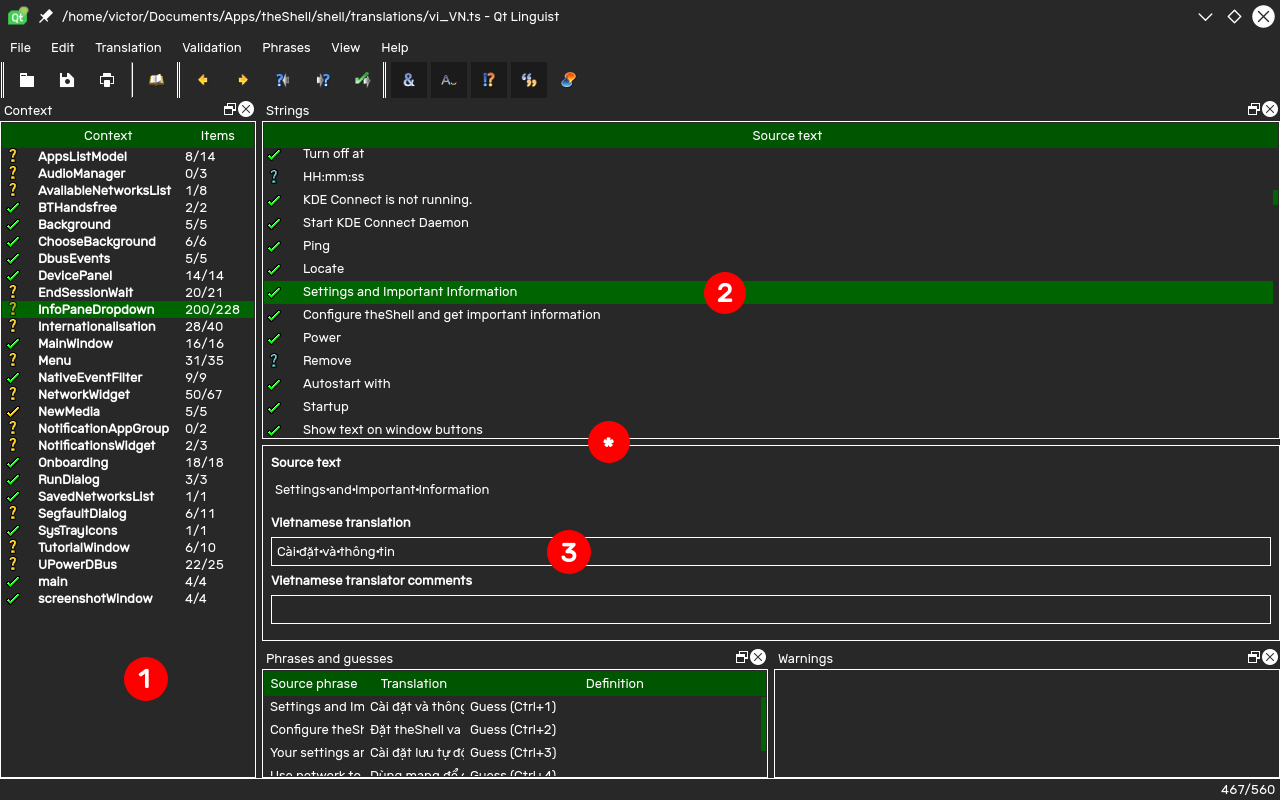 /home/victor/Documents/Apps/theShell/shell/translations/vi_VN.ts - Qt Linguist
File Edit Translation Validation Phrases View Help
Context
Context Items
AppsListModel 8/14
AudioManager 0/3
AvailableNetworksList 1/8
BTHandsfree 2/2
Background 5/5
ChooseBackground 6/6
DbusEvents 5/5
DevicePanel 14/14
EndSessionWait 20/21
InfoPaneDropdown 200/228
Internationalisation 28/40
MainWindow 16/16
Menu 31/35
NativeEventFilter 9/9
NetworkWidget 50/67
NewMedia 5/5
NotificationAppGroup 0/2
NotificationsWidget 2/3
Onboarding 18/18
RunDialog 3/3
SavedNetworksList 1/1
SegfaultDialog 6/11
SysTrayIcons 1/1
TutorialWindow 6/10
UPowerDBus 22/25
main 4/4
screenshotWindow 4/4
1
Strings
Source text
Turn off at
HH:mm:ss
KDE Connect is not running.
Start KDE Connect Daemon
Ping
Locate
Settings and Important Information
2
Configure theShell and get important information
Power
Remove
Autostart with
Startup
Show text on window buttons
*
Source text
Settings•and•Important•Information
Vietnamese translation
Cài•đặt•và•thông•tin
3
Vietnamese translator comments
Phrases and guesses
Source phrase Translation Definition
Settings and Im Cài đặt và thông Guess (Ctrl+1)
Configure theSh Đặt theShell và Guess (Ctrl+2)
Your settings ar Cài đặt lưu tự độ Guess (Ctrl+3)
Use network to Dùng mạng để Guess (Ctrl+4)
Warnings
467/560